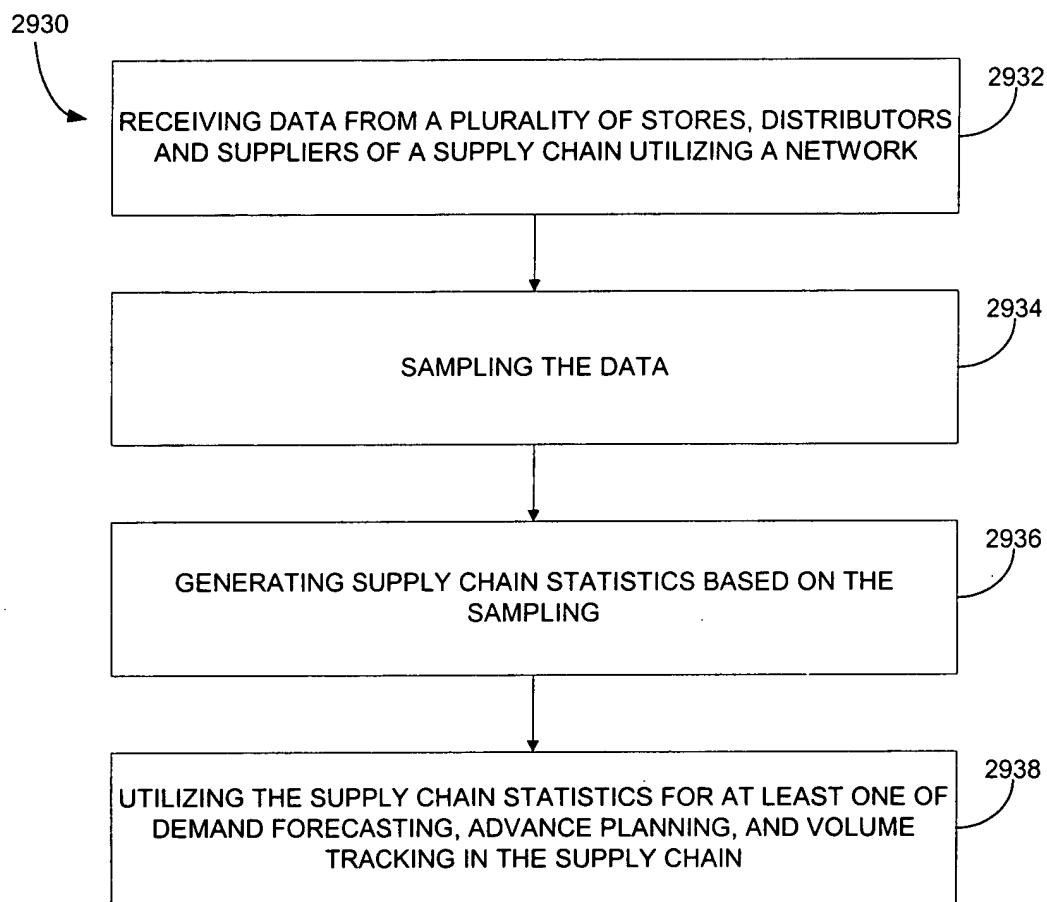 2930
2932
RECEIVING DATA FROM A PLURALITY OF STORES, DISTRIBUTORS
AND SUPPLIERS OF A SUPPLY CHAIN UTILIZING A NETWORK
2934
SAMPLING THE DATA
2936
GENERATING SUPPLY CHAIN STATISTICS BASED ON THE
SAMPLING
2938
UTILIZING THE SUPPLY CHAIN STATISTICS FOR AT LEAST ONE OF
DEMAND FORECASTING, ADVANCE PLANNING, AND VOLUME
TRACKING IN THE SUPPLY CHAIN